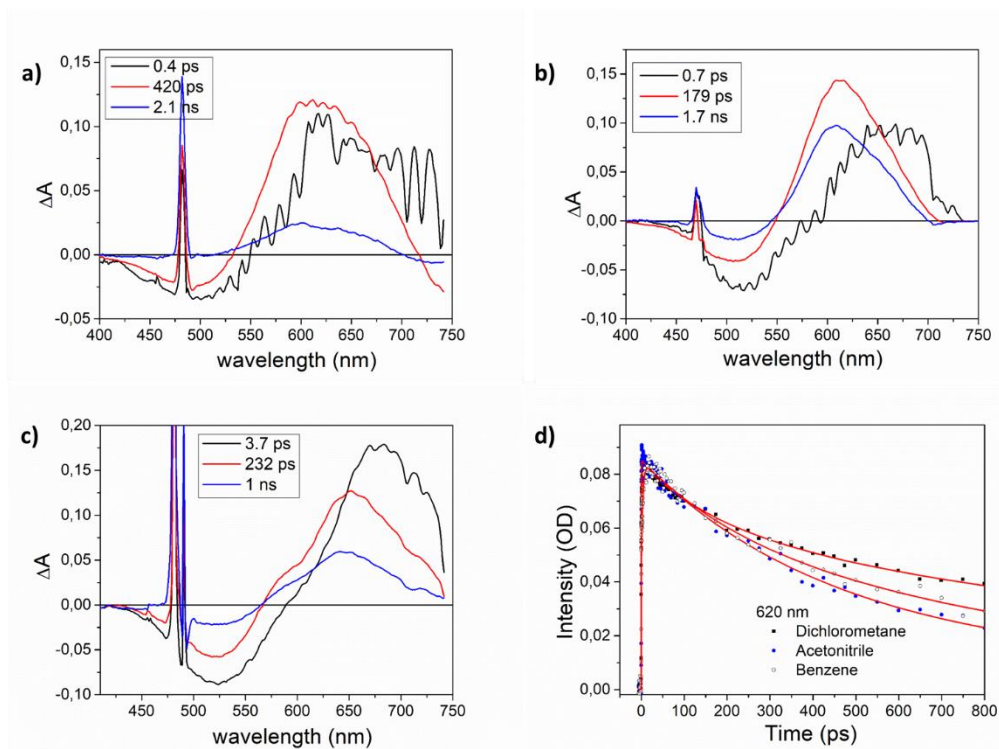 a)
0.4 ps
420 ps
2.1 ns
0,15
0,10
0,05
0,00
-0,05
ΔA
400 450 500 550 600 650 700 750
wavelength (nm)
b)
0.7 ps
179 ps
1.7 ns
0,15
0,10
0,05
0,00
-0,05
-0,10
ΔA
400 450 500 550 600 650 700 750
wavelength (nm)
c)
3.7 ps
232 ps
1 ns
0,20
0,15
0,10
0,05
0,00
-0,05
-0,10
ΔA
450 500 550 600 650 700 750
wavelength (nm)
d)
0,08
0,06
0,04
0,02
0,00
Intensity (OD)
620 nm
Dichlorometane
Acetonitrile
Benzene
0 100 200 300 400 500 600 700 800
Time (ps)